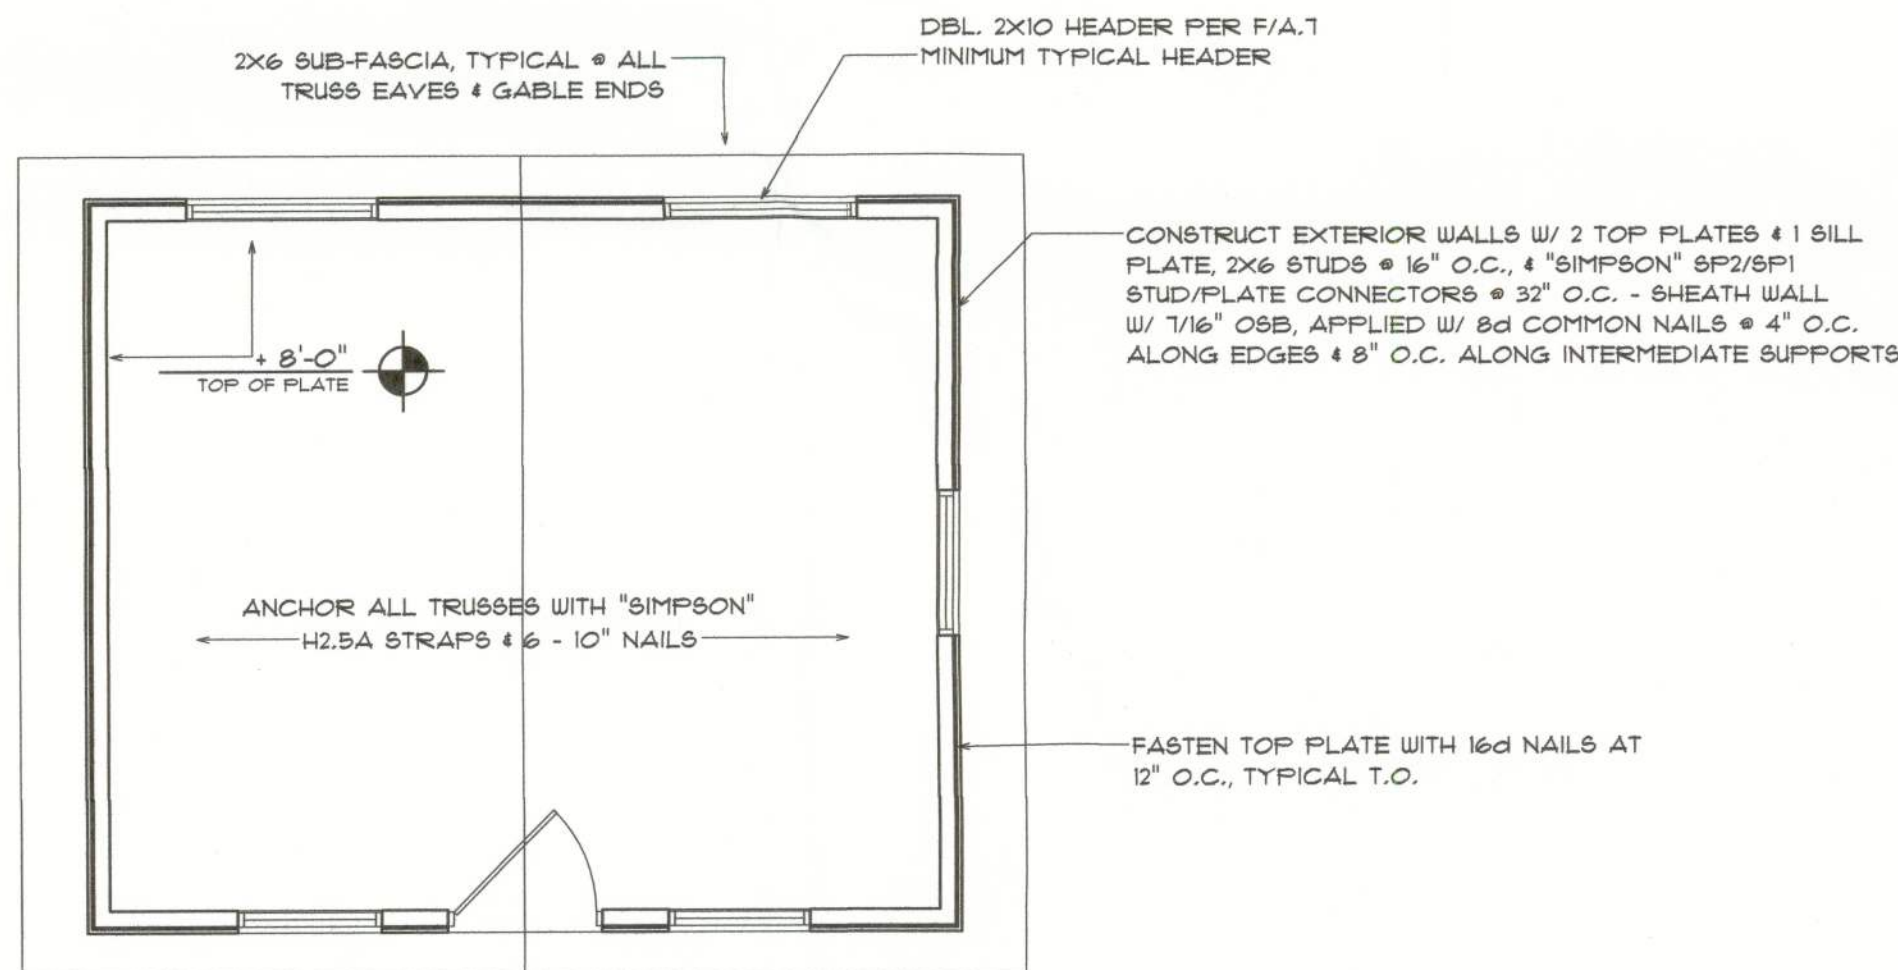 DBL. 2X10 HEADER PER F/A.7
MINIMUM TYPICAL HEADER
2X6 SUB-FASCIA, TYPICAL @ ALL
TRUSS EAVES & GABLE ENDS
CONSTRUCT EXTERIOR WALLS W/ 2 TOP PLATES & 1 SILL
PLATE, 2X6 STUDS @ 16" O.C., & "SIMPSON" SP2/SP1
STUD/PLATE CONNECTORS @ 32" O.C. - SHEATH WALL
W/ 7/16" OSB, APPLIED W/ 8d COMMON NAILS @ 4" O.C.
ALONG EDGES & 8" O.C. ALONG INTERMEDIATE SUPPORTS
+ 8'-0"
TOP OF PLATE
ANCHOR ALL TRUSSES WITH "SIMPSON"
H2.5A STRAPS & 6 - 10" NAILS
FASTEN TOP PLATE WITH 16d NAILS AT
12" O.C., TYPICAL T.O.